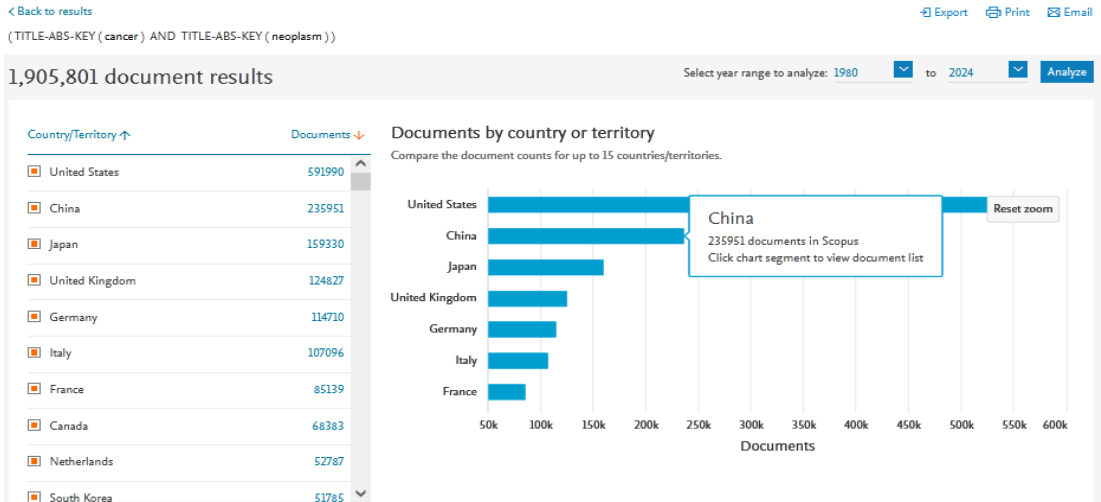 Back to results
Export Print Email
(TITLE-ABS-KEY(cancer) AND TITLE-ABS-KEY(neoplasm))
1,905,801 document results
Select year range to analyze: 1980 to 2024 Analyze
Country/Territory Documents
United States 591990
China 235951
Japan 159330
United Kingdom 124827
Germany 114710
Italy 107096
France 85139
Canada 68383
Netherlands 52787
South Korea 51785
Documents by country or territory
Compare the document counts for up to 15 countries/territories.
United States
China
Japan
United Kingdom
Germany
Italy
France
Reset zoom
China
235951 documents in Scopus
Click chart segment to view document list
50k 100k 150k 200k 250k 300k 350k 400k 450k 500k 550k 600k
Documents